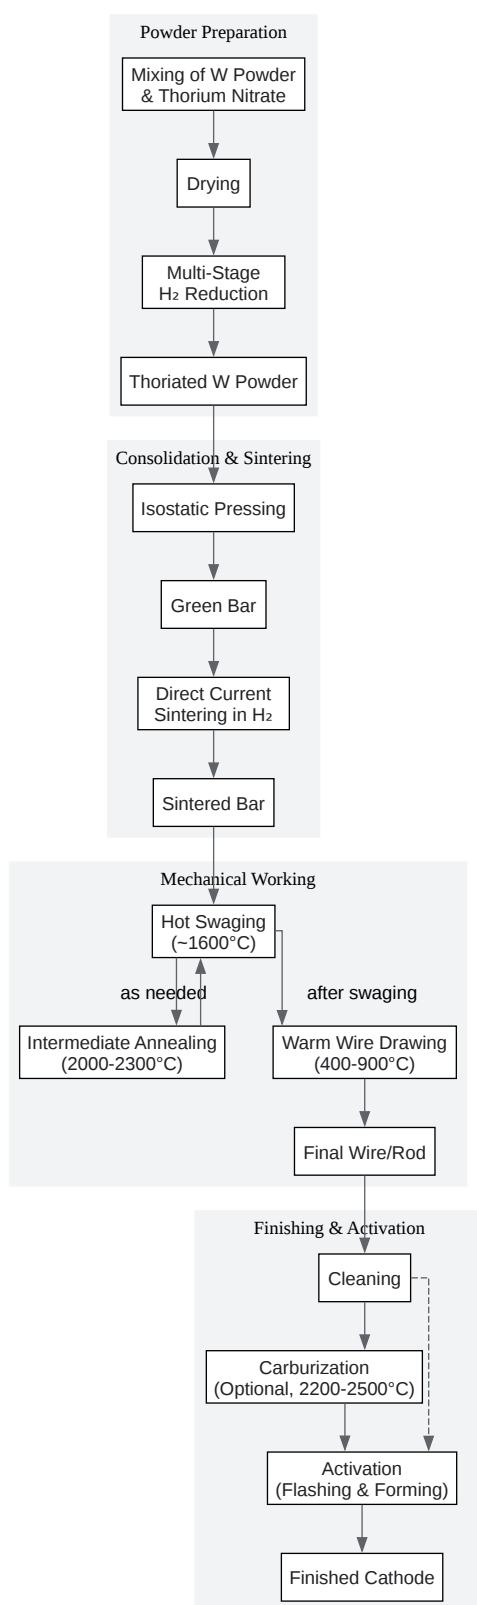 Powder Preparation
Mixing of W Powder
& Thorium Nitrate
Drying
Multi-Stage
H₂ Reduction
Thoriated W Powder
Consolidation & Sintering
Isostatic Pressing
Green Bar
Direct Current
Sintering in H₂
Sintered Bar
Mechanical Working
Hot Swaging
(~1600°C)
as needed
after swaging
Intermediate Annealing
(2000-2300°C)
Warm Wire Drawing
(400-900°C)
Final Wire/Rod
Finishing & Activation
Cleaning
Carburization
(Optional, 2200-2500°C)
Activation
(Flashing & Forming)
Finished Cathode